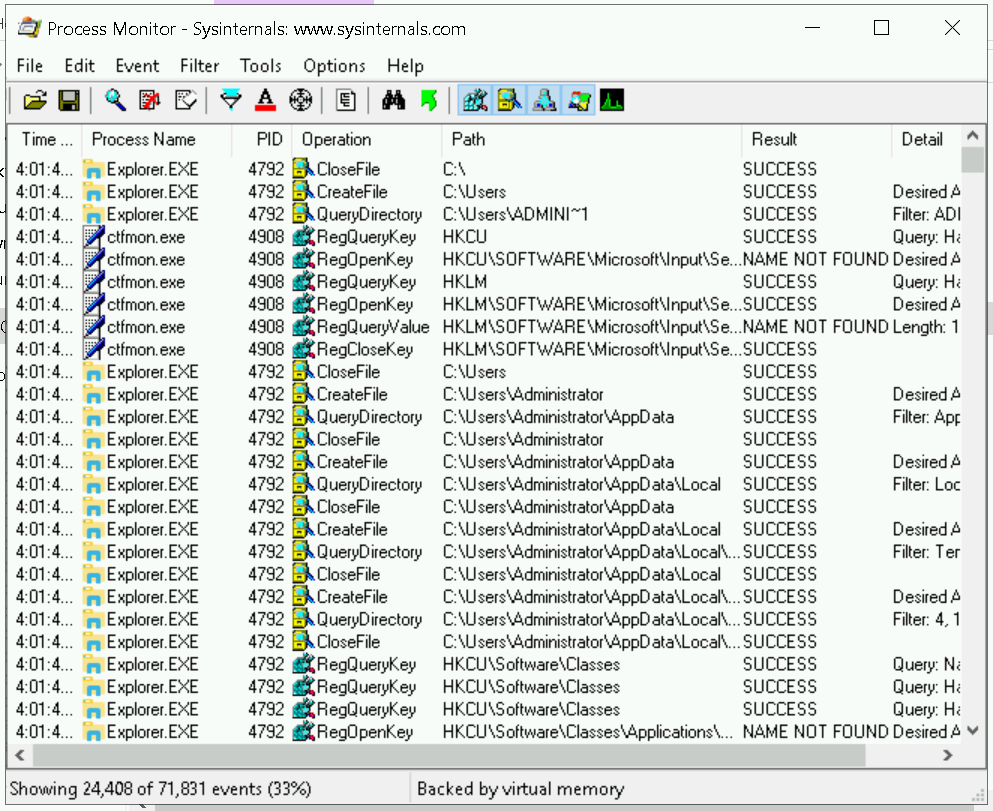 Process Monitor - Sysinternals: www.sysinternals.com
File Edit Event Filter Tools Options Help
Time ... Process Name PID Operation Path Result Detail
4:01:4... Explorer.EXE 4792 CloseFile C:\ SUCCESS
4:01:4... Explorer.EXE 4792 CreateFile C:\Users SUCCESS Desired A
4:01:4... Explorer.EXE 4792 QueryDirectory C:\Users\ADMINI~1 SUCCESS Filter: ADI
4:01:4... ctfmon.exe 4908 RegQueryKey HKCU SUCCESS Query: Ha
4:01:4... ctfmon.exe 4908 RegOpenKey HKCU\SOFTWARE\Microsoft\Input\Se... NAME NOT FOUND Desired A
4:01:4... ctfmon.exe 4908 RegQueryKey HKLM SUCCESS Query: Ha
4:01:4... ctfmon.exe 4908 RegOpenKey HKLM\SOFTWARE\Microsoft\Input\Se... SUCCESS Desired A
4:01:4... ctfmon.exe 4908 RegQueryValue HKLM\SOFTWARE\Microsoft\Input\Se... NAME NOT FOUND Length: 1
4:01:4... ctfmon.exe 4908 RegCloseKey HKLM\SOFTWARE\Microsoft\Input\Se... SUCCESS
4:01:4... Explorer.EXE 4792 CloseFile C:\Users SUCCESS
4:01:4... Explorer.EXE 4792 CreateFile C:\Users\Administrator SUCCESS Desired A
4:01:4... Explorer.EXE 4792 QueryDirectory C:\Users\Administrator\AppData SUCCESS Filter: App
4:01:4... Explorer.EXE 4792 CloseFile C:\Users\Administrator SUCCESS
4:01:4... Explorer.EXE 4792 CreateFile C:\Users\Administrator\AppData SUCCESS Desired A
4:01:4... Explorer.EXE 4792 QueryDirectory C:\Users\Administrator\AppData\Local SUCCESS Filter: Loc
4:01:4... Explorer.EXE 4792 CloseFile C:\Users\Administrator\AppData SUCCESS
4:01:4... Explorer.EXE 4792 CreateFile C:\Users\Administrator\AppData\Local SUCCESS Desired A
4:01:4... Explorer.EXE 4792 QueryDirectory C:\Users\Administrator\AppData\Local\... SUCCESS Filter: Ter
4:01:4... Explorer.EXE 4792 CloseFile C:\Users\Administrator\AppData\Local SUCCESS
4:01:4... Explorer.EXE 4792 CreateFile C:\Users\Administrator\AppData\Local\... SUCCESS Desired A
4:01:4... Explorer.EXE 4792 QueryDirectory C:\Users\Administrator\AppData\Local\... SUCCESS Filter: 4, 1
4:01:4... Explorer.EXE 4792 CloseFile C:\Users\Administrator\AppData\Local\... SUCCESS
4:01:4... Explorer.EXE 4792 RegQueryKey HKCU\Software\Classes SUCCESS Query: Na
4:01:4... Explorer.EXE 4792 RegQueryKey HKCU\Software\Classes SUCCESS Query: Ha
4:01:4... Explorer.EXE 4792 RegQueryKey HKCU\Software\Classes SUCCESS Query: Ha
4:01:4... Explorer.EXE 4792 RegOpenKey HKCU\Software\Classes\Applications\... NAME NOT FOUND Desired A
Showing 24,408 of 71,831 events (33%) Backed by virtual memory